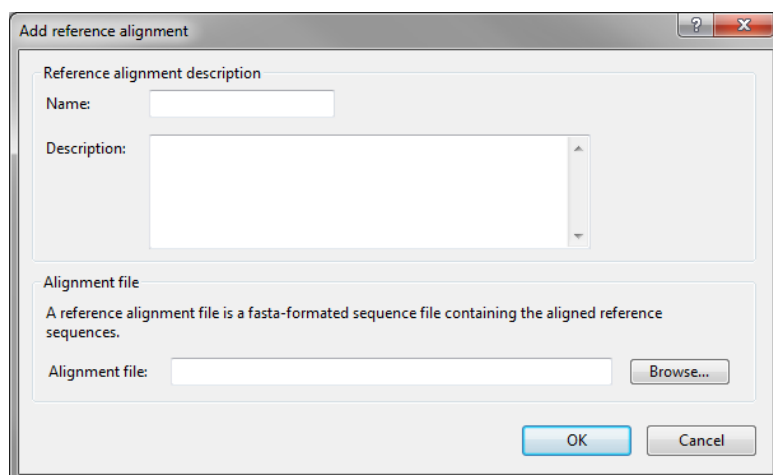 Add reference alignment
Reference alignment description
Name:
Description:
Alignment file
A reference alignment file is a fasta-formated sequence file containing the aligned reference
sequences.
Alignment file:
Browse...
OK
Cancel